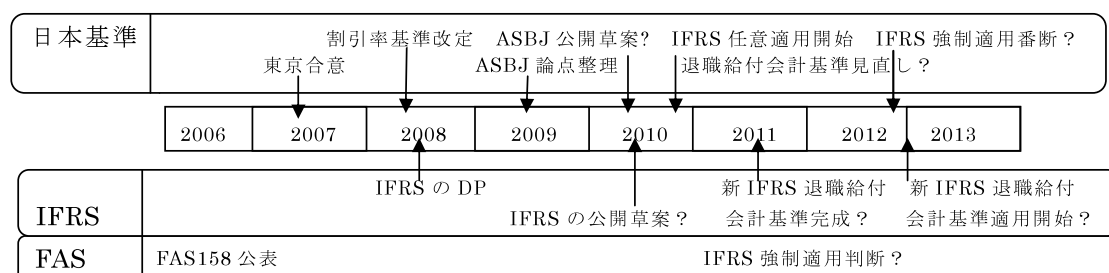 日本基準
割引率基準改定 ASBJ 公開草案? IFRS 任意適用開始 IFRS 強制適用番断？
東京合意 ASBJ 論点整理 退職給付会計基準見直し？
2006 2007 2008 2009 2010 2011 2012 2013
IFRS
IFRS の DP 新 IFRS 退職給付 新 IFRS 退職給付
IFRS の公開草案？ 会計基準完成？ 会計基準適用開始？
FAS
FAS158 公表 IFRS 強制適用判断？